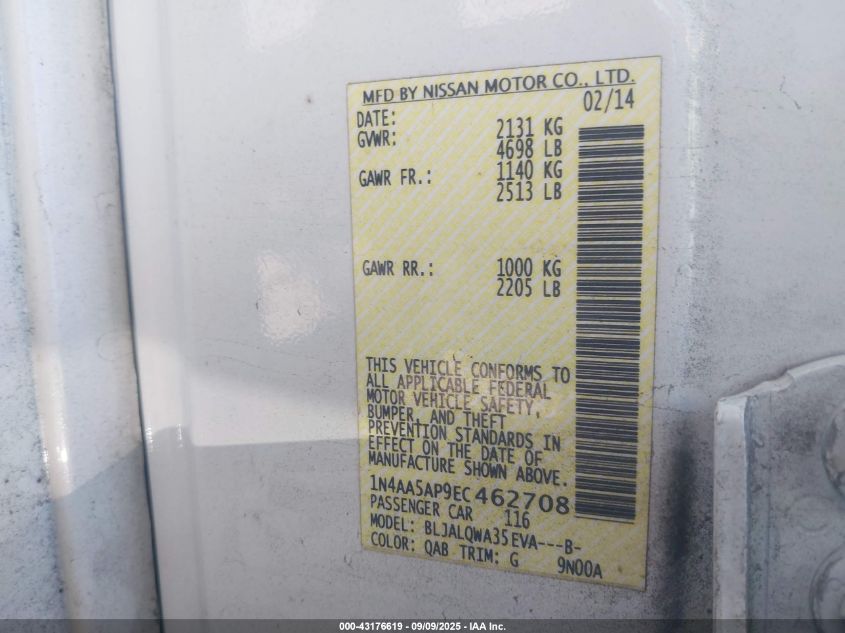 MFD BY NISSAN MOTOR CO., LTD.
DATE: 02/14
GVWR: 2131 KG
4698 LB
GAWR FR.: 1140 KG
2513 LB
GAWR RR.: 1000 KG
2205 LB
THIS VEHICLE CONFORMS TO
ALL APPLICABLE FEDERAL
MOTOR VEHICLE SAFETY,
BUMPER, AND THEFT
PREVENTION STANDARDS IN
EFFECT ON THE DATE OF
MANUFACTURE SHOWN ABOVE.
1N4AA5AP9EC462708
PASSENGER CAR 116
MODEL: BLJALQWA35EVA---B-
COLOR: QAB TRIM: G 9N00A
000-43176619 - 09/09/2025 - IAA Inc.